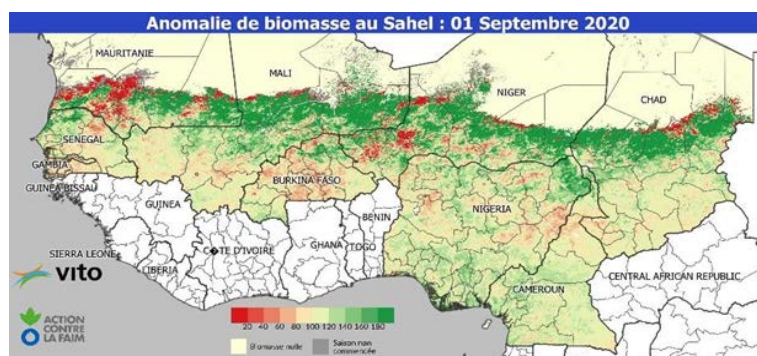 Anomalie de biomasse au Sahel : 01 Septembre 2020
MAURITANIE
MALI
NIGER
CHAD
SENEGAL
GAMBIA
GUINEA-BISSAU
GUINEA
BURKINA FASO
BENIN
NIGERIA
SIERRA LEONE
LIBERIA
C�TE D'IVOIRE
GHANA
TOGO
CENTRAL AFRICAN REPUBLIC
CAMEROUN
vito
ACTION
CONTRE
LA FAIM
20 40 60 80 100 120 140 160 180
Biomasse nulle
Saison non
commencée